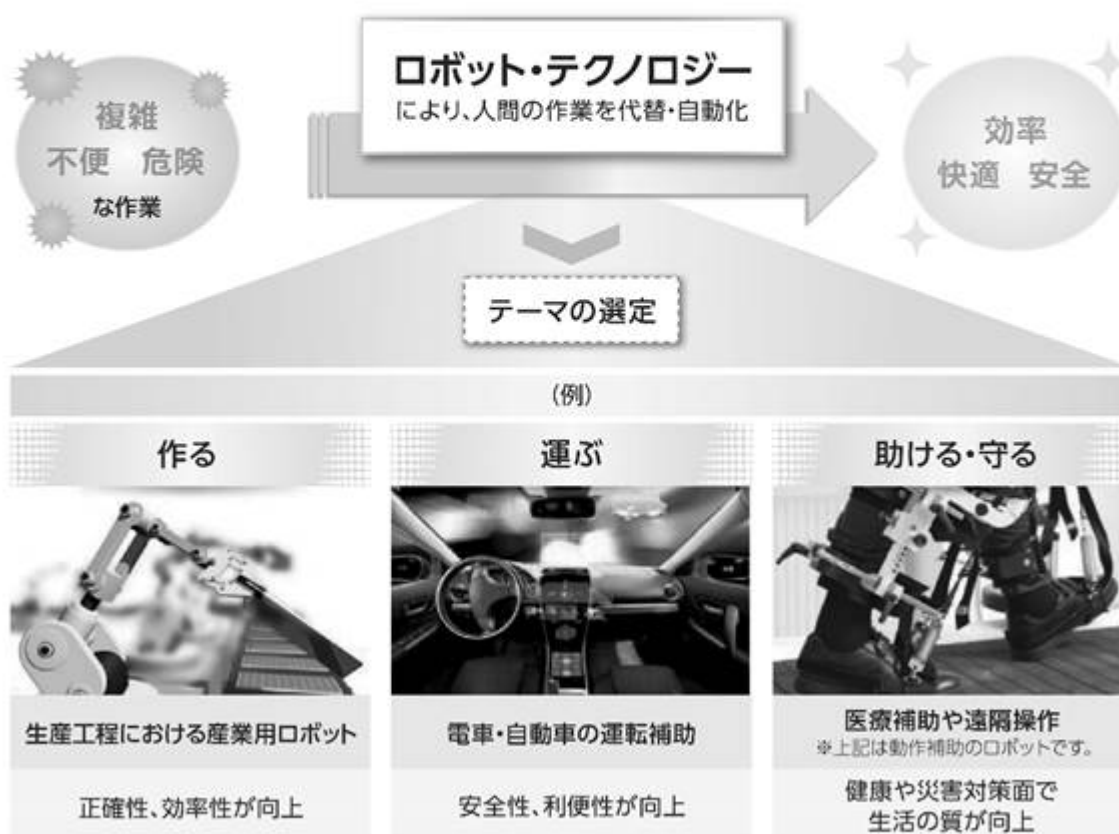 ロボット・テクノロジー
により、人間の作業を代替・自動化
複雑
不便 危険
な作業
効率
快適 安全
テーマの選定
(例)
作る
運ぶ
助ける・守る
生産工程における産業用ロボット
電車・自動車の運転補助
医療補助や遠隔操作
※上記は動作補助のロボットです。
正確性、効率性が向上
安全性、利便性が向上
健康や災害対策面で
生活の質が向上